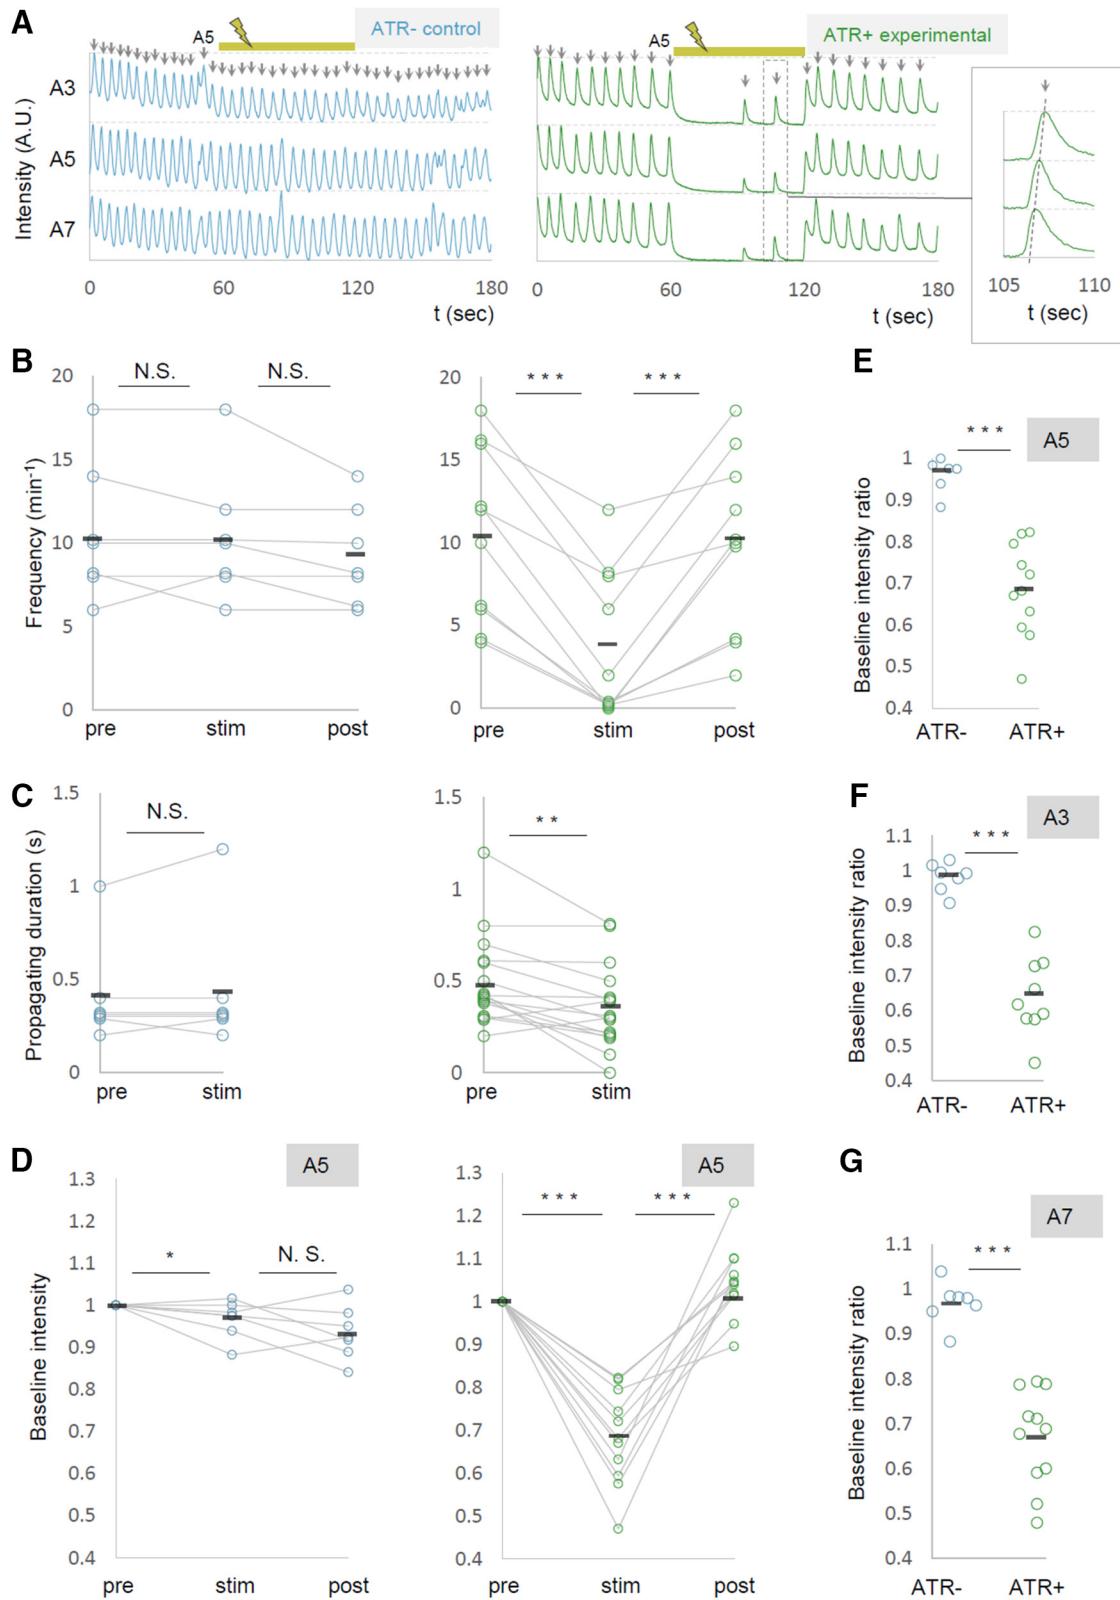 A
A5
ATR- control
A5
ATR+ experimental
Intensity (A.U.)
A3
A5
A7
0
60
120
180
t (sec)
0
60
120
180
t (sec)
105
110
t (sec)
B
Frequency (min-1)
20
15
10
5
0
N.S.
N.S.
pre
stim
post
20
15
10
5
0
* * *
* * *
pre
stim
post
E
A5
* * *
Baseline intensity ratio
1
0.9
0.8
0.7
0.6
0.5
0.4
ATR-
ATR+
C
Propagating duration (s)
1.5
1
0.5
0
N.S.
pre
stim
1.5
1
0.5
0
* *
pre
stim
F
A3
* * *
Baseline intensity ratio
1.1
1
0.9
0.8
0.7
0.6
0.5
0.4
ATR-
ATR+
D
A5
Baseline intensity
1.3
1.2
1.1
1
0.9
0.8
0.7
0.6
0.5
0.4
*
N. S.
pre
stim
post
A5
1.3
1.2
1.1
1
0.9
0.8
0.7
0.6
0.5
0.4
* * *
* * *
pre
stim
post
G
A7
* * *
Baseline intensity ratio
1.1
1
0.9
0.8
0.7
0.6
0.5
0.4
ATR-
ATR+